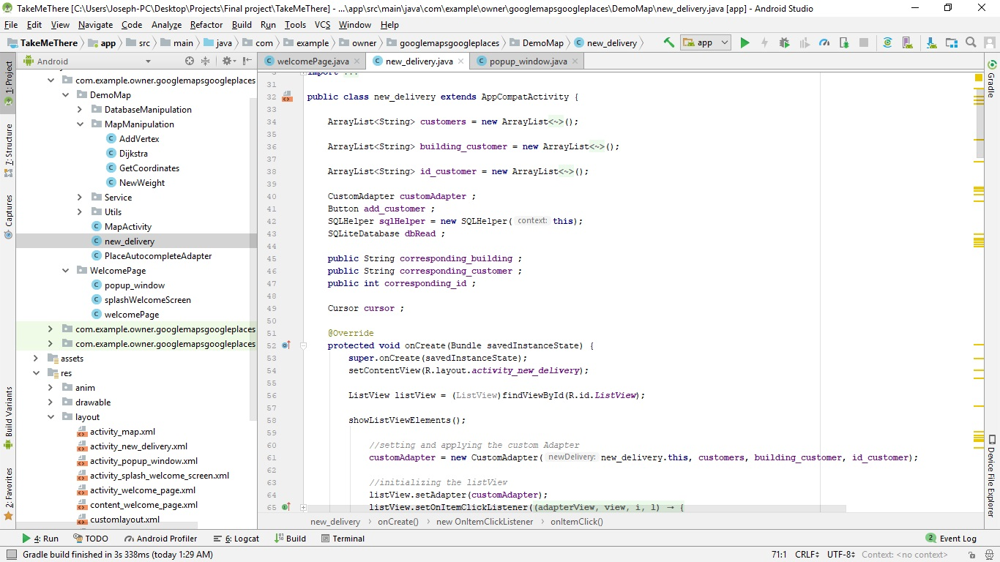 TakeMeThere [C:\Users\Joseph-PC\Desktop\Projects\Final project\TakeMeThere] - ...\app\src\main\java\com\example\owner\googlemapsgoogleplaces\DemoMap\new_delivery.java [app] - Android Studio
File Edit View Navigate Code Analyze Refactor Build Run Tools VCS Window Help
TakeMeThere app src main java com example owner googlemapsgoogleplaces DemoMap new_delivery app
Android
welcomePage.java new_delivery.java popup_window.java
1: Project
7: Structure
Captures
Build Variants
2: Favorites
com.example.owner.googlemapsgoogleplaces
DemoMap
DatabaseManipulation
MapManipulation
AddVertex
Dijkstra
GetCoordinates
NewWeight
Service
Utils
MapActivity
new_delivery
PlaceAutocompleteAdapter
WelcomePage
popup_window
splashWelcomeScreen
welcomePage
com.example.owner.googlemapsgoogleplaces
com.example.owner.googlemapsgoogleplaces
assets
res
anim
drawable
layout
activity_map.xml
activity_new_delivery.xml
activity_popup_window.xml
activity_splash_welcome_screen.xml
activity_welcome_page.xml
content_welcome_page.xml
customlayout.xml
3 import ...
31
32 public class new_delivery extends AppCompatActivity {
33
34 ArrayList<String> customers = new ArrayList<~>();
35
36 ArrayList<String> building_customer = new ArrayList<~>();
37
38 ArrayList<String> id_customer = new ArrayList<~>();
39
40 CustomAdapter customAdapter ;
41 Button add_customer ;
42 SQLHelper sqlHelper = new SQLHelper( context: this);
43 SQLiteDatabase dbRead ;
44
45 public String corresponding_building ;
46 public String corresponding_customer ;
47 public int corresponding_id ;
48
49 Cursor cursor ;
50
51 @Override
52 protected void onCreate(Bundle savedInstanceState) {
53 super.onCreate(savedInstanceState);
54 setContentView(R.layout.activity_new_delivery);
55
56 ListView listView = (ListView)findViewById(R.id.ListView);
57
58 showListViewElements();
59
60 //setting and applying the custom Adapter
61 customAdapter = new CustomAdapter( newDelivery: new_delivery.this, customers, building_customer, id_customer);
62
63 //initializing the listView
64 listView.setAdapter(customAdapter);
65 listView.setOnItemClickListener((adapterView, view, i, l) → {
new_delivery onCreate() new OnItemClickListener onItemClick()
Gradle
Device File Explorer
4: Run TODO Android Profiler 6: Logcat Build Terminal 2 Event Log
Gradle build finished in 3s 338ms (today 1:29 AM) 71:1 CRLF UTF-8 Context: <no context>